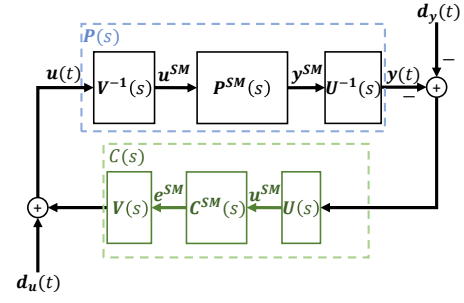 d_y(t)
P(s)
−
u(t) V⁻¹(s) u^SM P^SM(s) y^SM U⁻¹(s) y(t) +
−
C(s)
+ V(s) e^SM C^SM(s) u^SM U(s)
d_u(t)